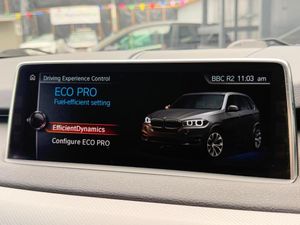 Driving Experience Control
BBC R2 11:03 am
ECO PRO
Fuel-efficient setting
EfficientDynamics
Configure ECO PRO